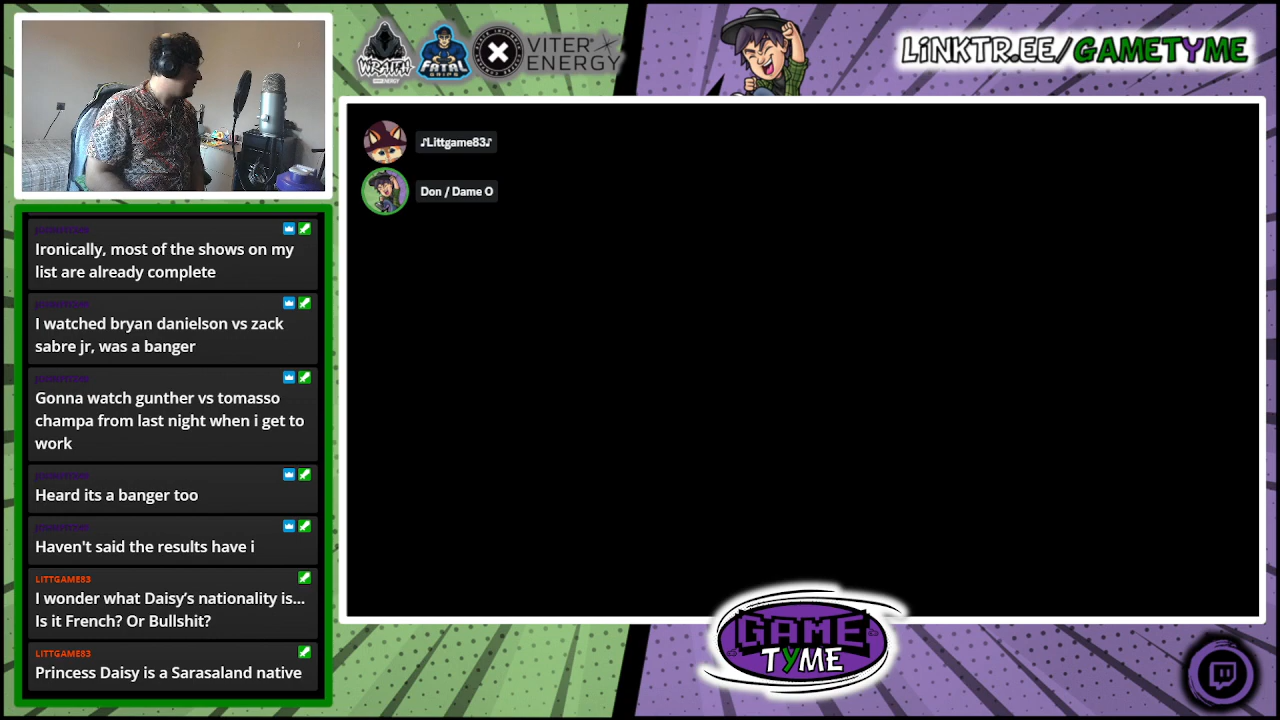 WRAITH
FATAL
GRIPS
VITER
ENERGY
LINKTR.EE/GAMETYME
♪Littgame83♪
Don / Dame O
Ironically, most of the shows on my
list are already complete
I watched bryan danielson vs zack
sabre jr, was a banger
Gonna watch gunther vs tomasso
champa from last night when i get to
work
Heard its a banger too
Haven't said the results have i
LITTGAME83
I wonder what Daisy’s nationality is...
Is it French? Or Bullshit?
LITTGAME83
Princess Daisy is a Sarasaland native
GAME
TYME